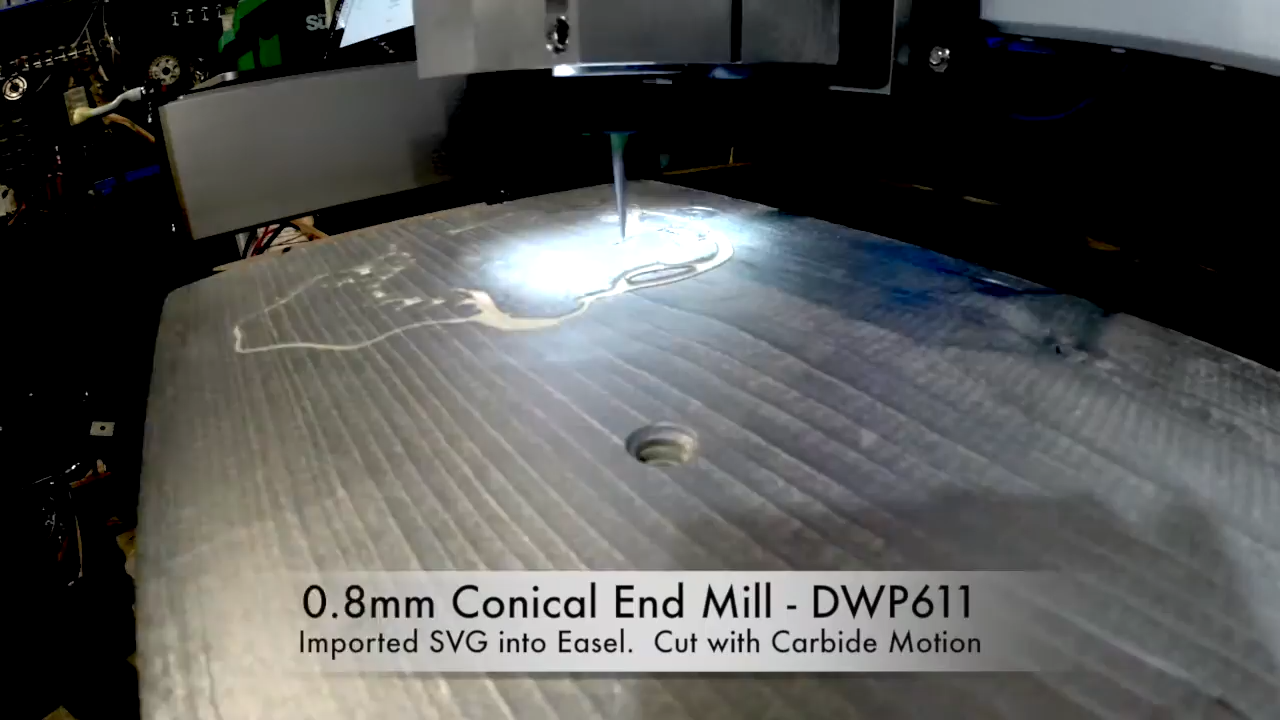 0.8mm Conical End Mill - DWP611
Imported SVG into Easel.  Cut with Carbide Motion